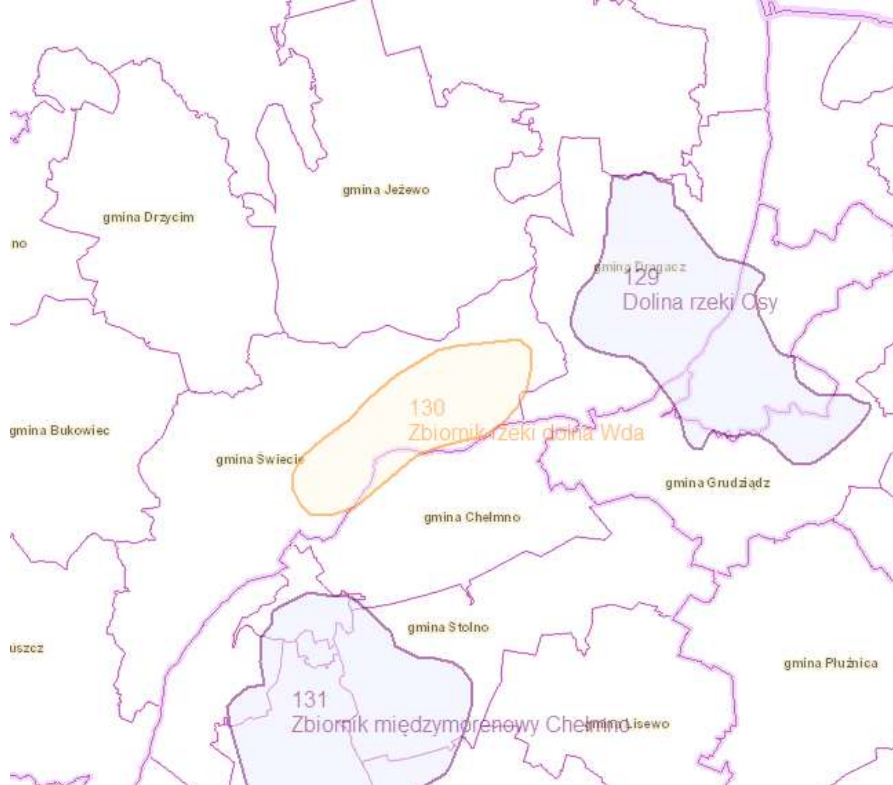 gmina Jeżewo
gmina Drzycim
no
gmina Dragacz
129
Dolina rzeki Osy
130
Zbiornik rzeki dolna Wda
gmina Bukowiec
gmina Świecie
gmina Grudziądz
gmina Chełmno
gmina Stolno
uszcz
gmina Płużnica
131
Zbiornik międzymorenowy Chełmno
gmina Lisewo